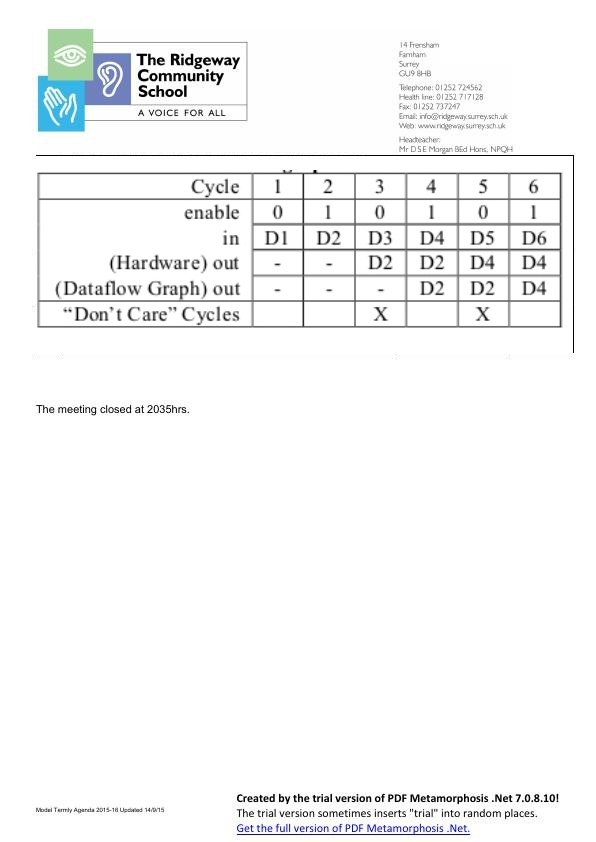 The Ridgeway
Community
School
A VOICE FOR ALL
14 Frensham
Farnham
Surrey
GU9 8HB
Telephone: 01252 724562
Health line: 01252 717128
Fax: 01252 737247
Email: info@ridgeway.surrey.sch.uk
Web: www.ridgeway.surrey.sch.uk
Headteacher:
Mr D S E Morgan BEd Hons, NPQH
Cycle 1 2 3 4 5 6
enable 0 1 0 1 0 1
in D1 D2 D3 D4 D5 D6
(Hardware) out - - D2 D2 D4 D4
(Dataflow Graph) out - - - D2 D2 D4
“Don’t Care” Cycles X X
The meeting closed at 2035hrs.
Model Termly Agenda 2015-16 Updated 14/9/15
Created by the trial version of PDF Metamorphosis .Net 7.0.8.10!
The trial version sometimes inserts "trial" into random places.
Get the full version of PDF Metamorphosis .Net.